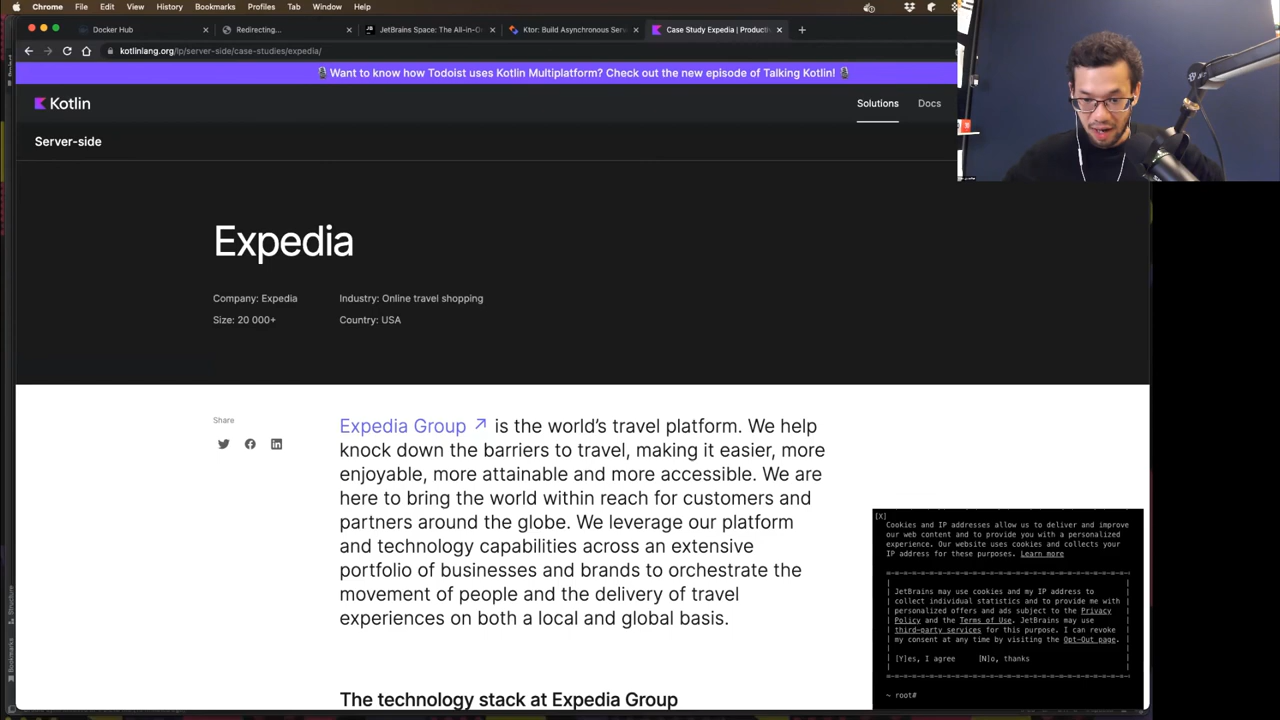 Chrome File Edit View History Bookmarks Profiles Tab Window Help
Docker Hub
Redirecting...
JetBrains Space: The All-in-O
Ktor: Build Asynchronous Serv
Case Study Expedia | Producti
kotlinlang.org/lp/server-side/case-studies/expedia/
Want to know how Todoist uses Kotlin Multiplatform? Check out the new episode of Talking Kotlin!
Kotlin
Solutions
Docs
Server-side
Expedia
Company: Expedia
Industry: Online travel shopping
Size: 20 000+
Country: USA
Share
Expedia Group ↗ is the world's travel platform. We help
knock down the barriers to travel, making it easier, more
enjoyable, more attainable and more accessible. We are
here to bring the world within reach for customers and
partners around the globe. We leverage our platform
and technology capabilities across an extensive
portfolio of businesses and brands to orchestrate the
movement of people and the delivery of travel
experiences on both a local and global basis.
The technology stack at Expedia Group
[X]
Cookies and IP addresses allow us to deliver and improve
our web content and to provide you with a personalized
experience. Our website uses cookies and collects your
IP address for these purposes. Learn more
JetBrains may use cookies and my IP address to
collect individual statistics and to provide me with
personalized offers and ads subject to the Privacy
Policy and the Terms of Use. JetBrains may use
third-party services for this purpose. I can revoke
my consent at any time by visiting the Opt-Out page.
[Y]es, I agree [N]o, thanks
~ root#
Structure
Bookmarks